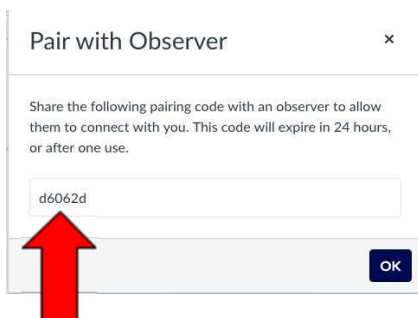 Pair with Observer ×
Share the following pairing code with an observer to allow
them to connect with you. This code will expire in 24 hours,
or after one use.
d6062d
OK